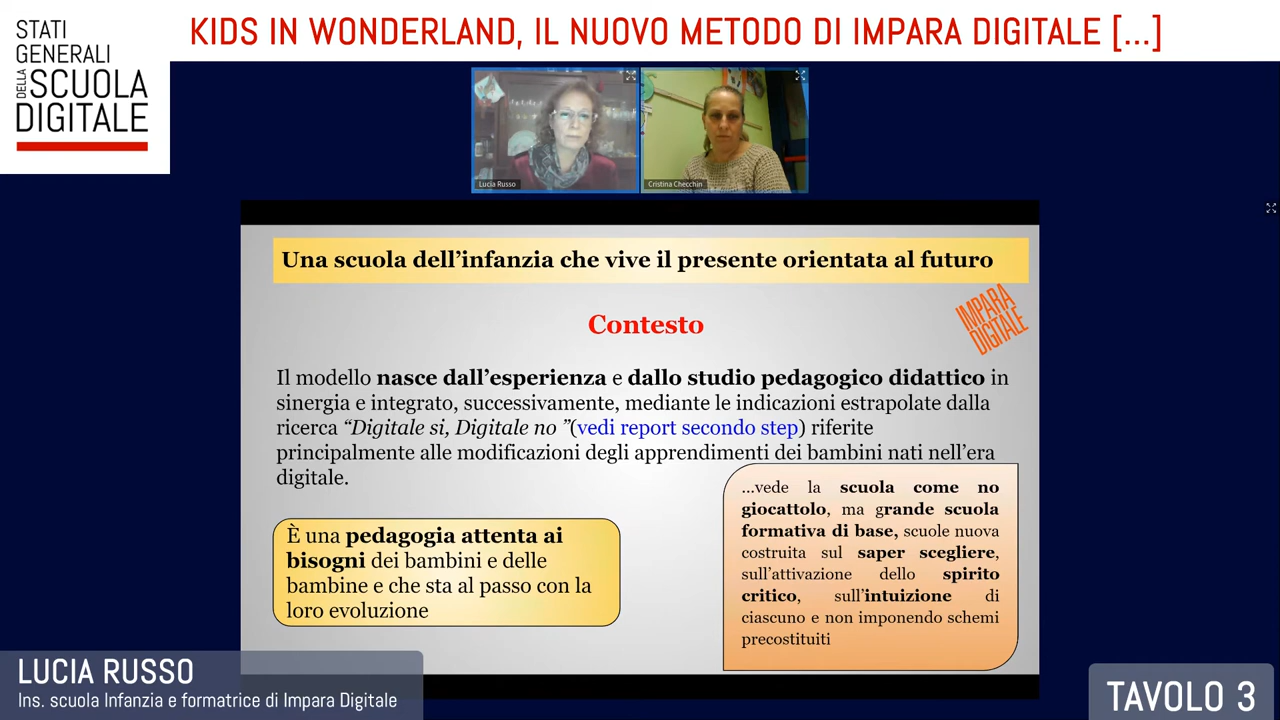 STATI
GENERALI
DELLA SCUOLA
DIGITALE
KIDS IN WONDERLAND, IL NUOVO METODO DI IMPARA DIGITALE [...]
Lucia Russo
Cristina Checchin
Una scuola dell'infanzia che vive il presente orientata al futuro
Contesto
IMPARA
DIGITALE
Il modello nasce dall'esperienza e dallo studio pedagogico didattico in
sinergia e integrato, successivamente, mediante le indicazioni estrapolate dalla
ricerca “Digitale si, Digitale no ”(vedi report secondo step) riferite
principalmente alle modificazioni degli apprendimenti dei bambini nati nell'era
digitale.
È una pedagogia attenta ai
bisogni dei bambini e delle
bambine e che sta al passo con la
loro evoluzione
...vede la scuola come no
giocattolo, ma grande scuola
formativa di base, scuole nuova
costruita sul saper scegliere,
sull'attivazione dello spirito
critico, sull'intuizione di
ciascuno e non imponendo schemi
precostituiti
LUCIA RUSSO
Ins. scuola Infanzia e formatrice di Impara Digitale
TAVOLO 3